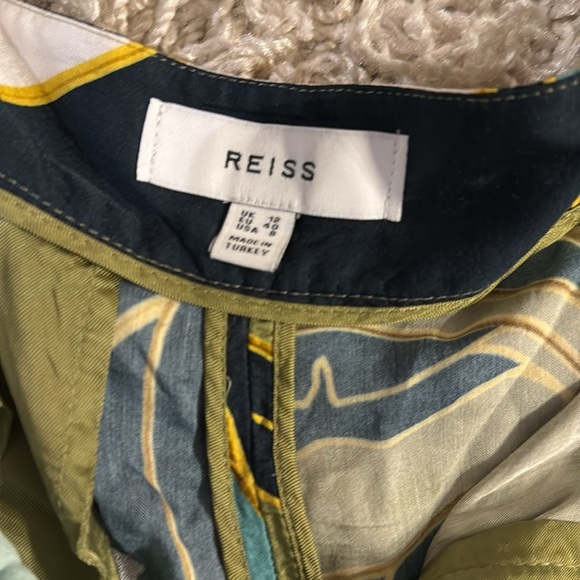 REISS
UK 12
EU 40
USA 8
MADE IN
TURKEY